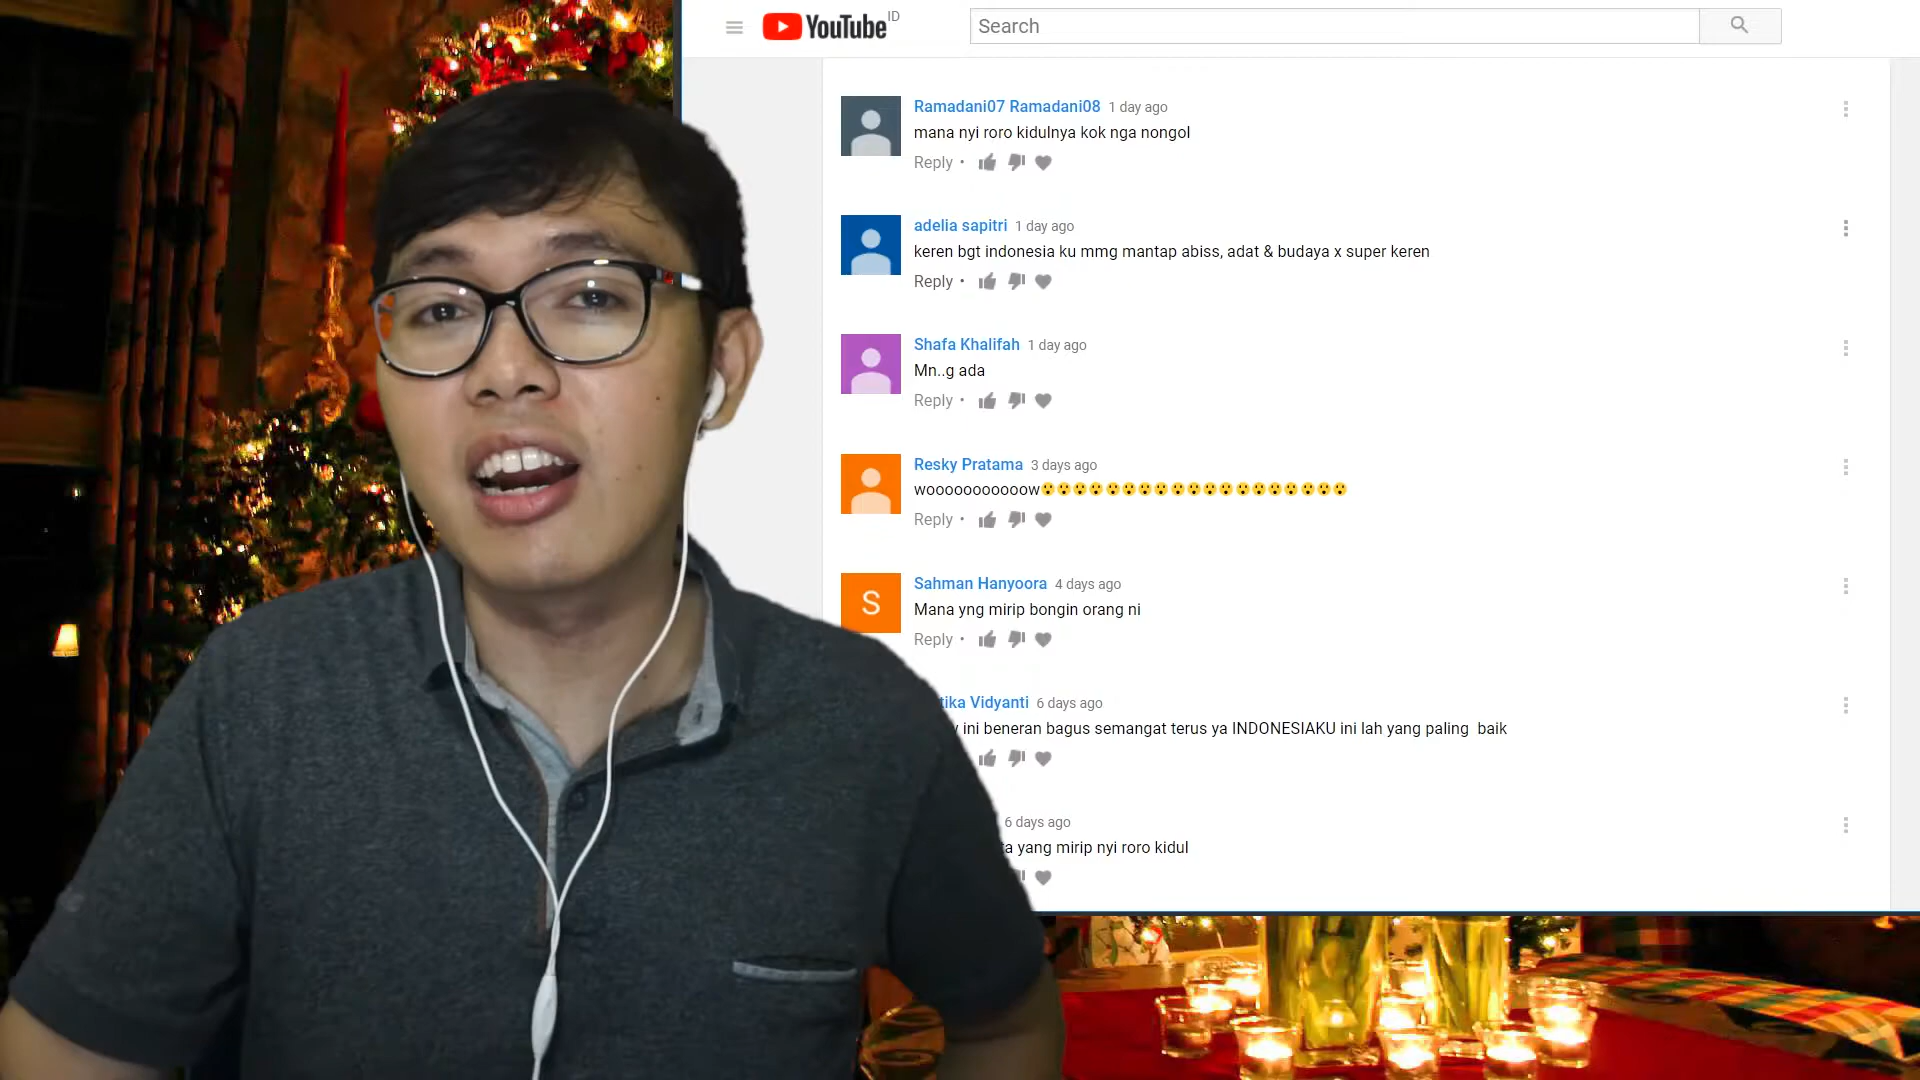 YouTube ID
Search
Ramadani07 Ramadani08 1 day ago
mana nyi roro kidulnya kok nga nongol
Reply •
adelia sapitri 1 day ago
keren bgt indonesia ku mmg mantap abiss, adat & budaya x super keren
Reply •
Shafa Khalifah 1 day ago
Mn..g ada
Reply •
Resky Pratama 3 days ago
wooooooooooow😮😮😮😮😮😮😮😮😮😮😮😮😮😮😮😮😮😮😮
Reply •
S
Sahman Hanyoora 4 days ago
Mana yng mirip bongin orang ni
Reply •
Vidyanti 6 days ago
ini beneran bagus semangat terus ya INDONESIAKU ini lah yang paling baik
6 days ago
yang mirip nyi roro kidul